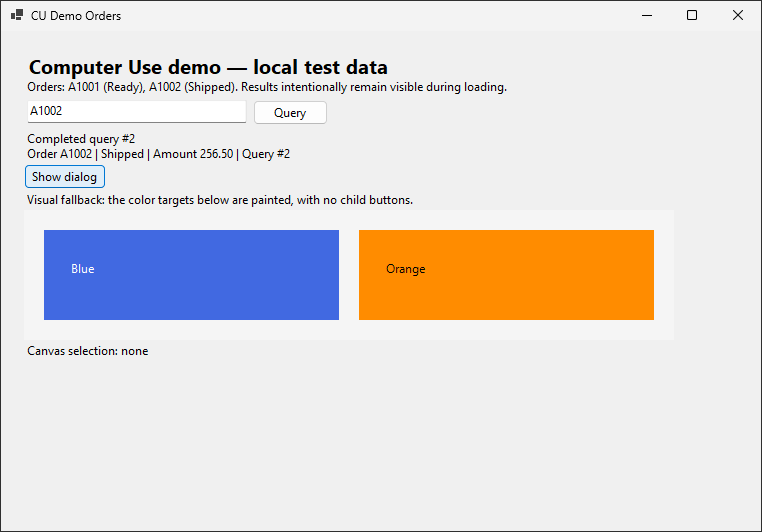 CU Demo Orders
Computer Use demo — local test data
Orders: A1001 (Ready), A1002 (Shipped). Results intentionally remain visible during loading.
A1002
Query
Completed query #2
Order A1002 | Shipped | Amount 256.50 | Query #2
Show dialog
Visual fallback: the color targets below are painted, with no child buttons.
Blue
Orange
Canvas selection: none